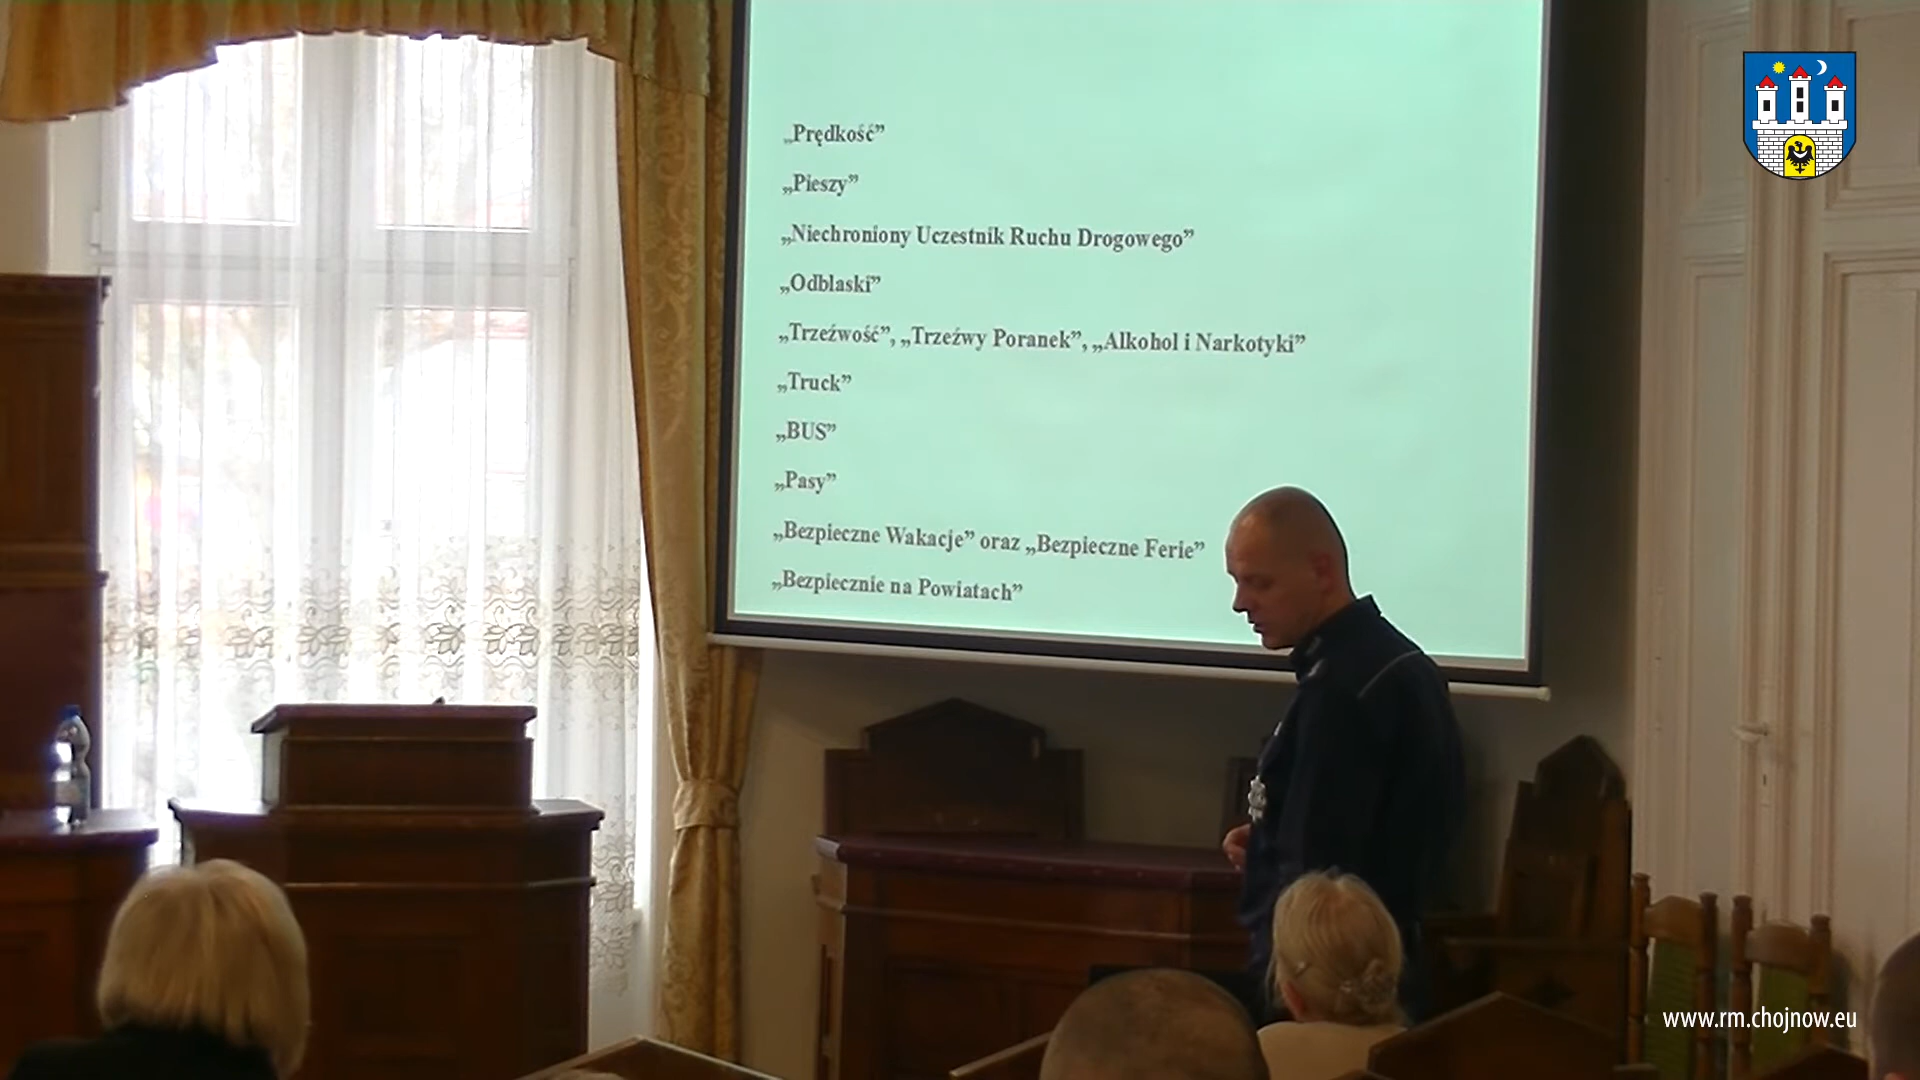 „Prędkość”
„Pieszy”
„Niechroniony Uczestnik Ruchu Drogowego”
„Odblaski”
„Trzeźwość”, „Trzeźwy Poranek”, „Alkohol i Narkotyki”
„Truck”
„BUS”
„Pasy”
„Bezpieczne Wakacje” oraz „Bezpieczne Ferie”
„Bezpiecznie na Powiatach”
www.rm.chojnow.eu